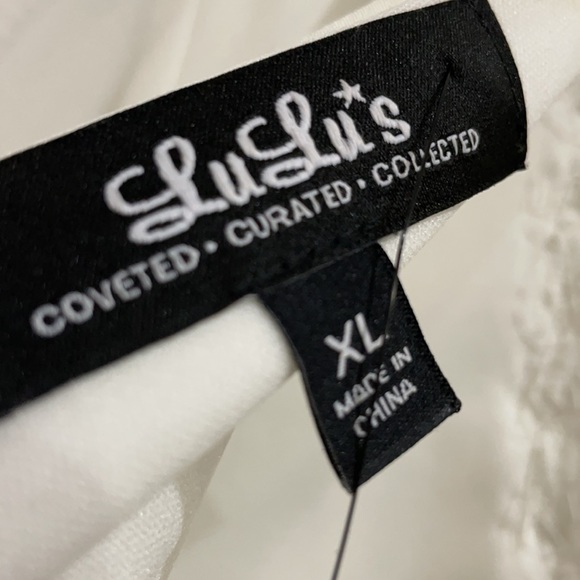 LuLu's
COVETED • CURATED • COLLECTED
XL
MADE IN
CHINA